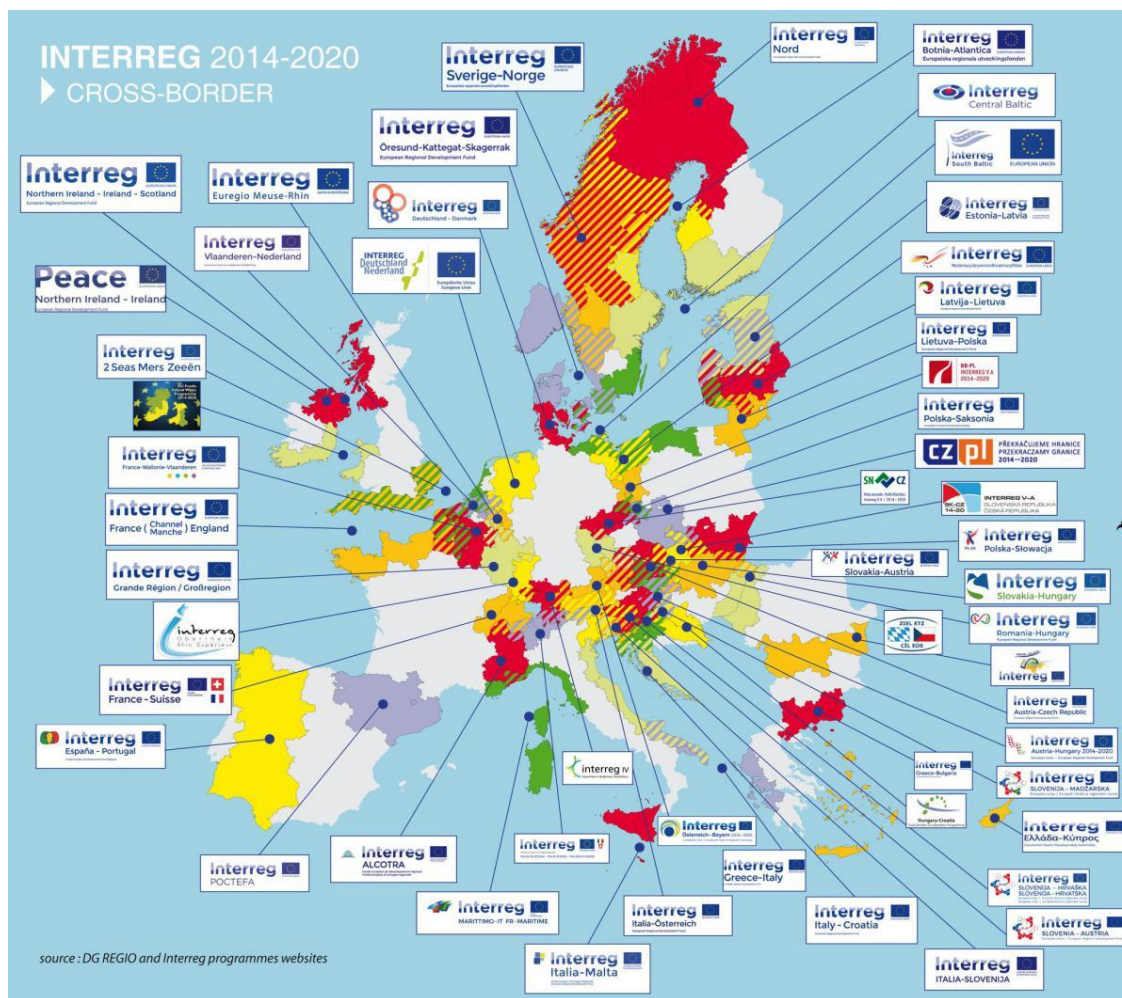 INTERREG 2014-2020
CROSS-BORDER
Interreg
Sverige-Norge
Europeiska regionala utvecklingsfonden
Interreg
Nord
Interreg
Botnia-Atlantica
Europeiska regionala utvecklingsfonden
Interreg
Central Baltic
Interreg
Öresund-Kattegat-Skagerrak
European Regional Development Fund
Interreg
South Baltic
EUROPEAN UNION
Interreg
Northern Ireland - Ireland - Scotland
European Regional Development Fund
Interreg
Euregio Meuse-Rhin
Interreg
Deutschland - Danmark
Interreg
Estonia-Latvia
Interreg
Vlaanderen-Nederland
INTERREG
Deutschland
Nederland
Europäische Union
Europese Unie
Interreg
Peace
Northern Ireland - Ireland
European Regional Development Fund
Interreg
Latvija-Lietuva
Interreg
Lietuva-Polska
Interreg
2 Seas Mers Zeeën
BB-PL
INTERREG V A
2014-2020
Interreg
Polska-Saksonia
Interreg
France-Wallonie-Vlaanderen
CZ pl
PŘEKRAČUJEME HRANICE
PRZEKRACZAMY GRANICE
2014—2020
SN CZ
Interreg
France ( Channel Manche ) England
SK-CZ
14-20
INTERREG V-A
SLOVENSKÁ REPUBLIKA
ČESKÁ REPUBLIKA
Interreg
Polska-Słowacja
Interreg
Slovakia-Austria
Interreg
Grande Région / Großregion
Interreg
Slovakia-Hungary
interreg
Oberrhein
Rhin Supérieur
ZIEL ETZ
CÍL EÚS
Interreg
Romania-Hungary
Interreg
Interreg
France - Suisse
Interreg
Austria-Czech Republic
Interreg
España - Portugal
Interreg
Austria-Hungary 2014-2020
Interreg
Greece-Bulgaria
Interreg
SLOVENIJA - MADŽARSKA
interreg IV
Hungary-Croatia
Interreg
Ελλάδα-Κύπρος
Interreg
Österreich-Bayern 2014-2020
Interreg
POCTEFA
Interreg
ALCOTRA
Interreg
Interreg
Greece-Italy
Interreg
SLOVENIJA - HRVAŠKA
SLOVENIJA - HRVATSKA
Interreg
MARITTIMO-IT FR-MARITIME
Interreg
Italia-Österreich
European Regional Development Fund
Interreg
Italy - Croatia
Interreg
SLOVENIA - AUSTRIA
Interreg
Italia-Malta
Interreg
ITALIA-SLOVENIJA
source : DG REGIO and Interreg programmes websites